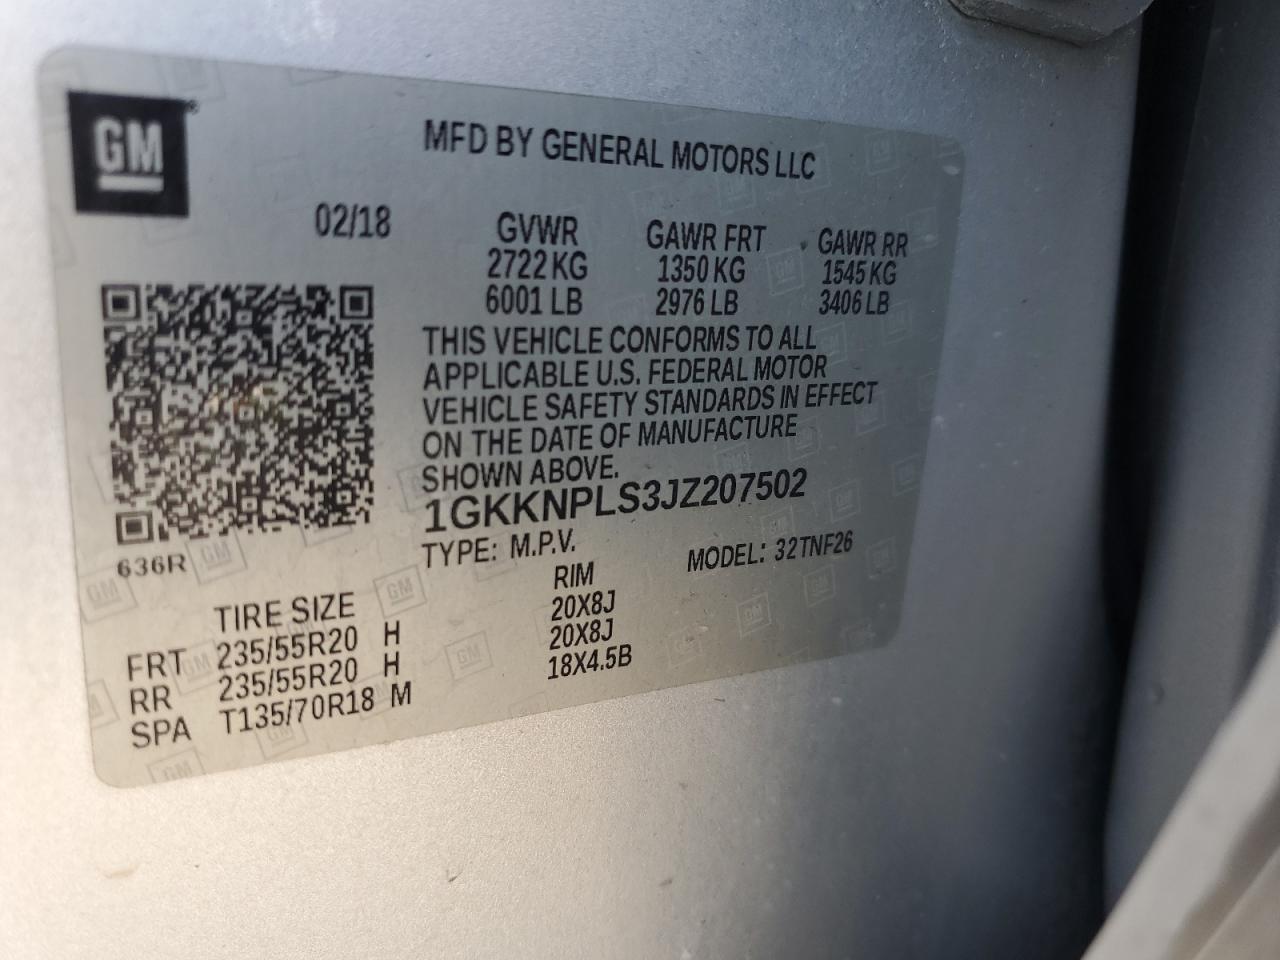 GM
MFD BY GENERAL MOTORS LLC
02/18 GVWR GAWR FRT GAWR RR
2722 KG 1350 KG 1545 KG
6001 LB 2976 LB 3406 LB
THIS VEHICLE CONFORMS TO ALL
APPLICABLE U.S. FEDERAL MOTOR
VEHICLE SAFETY STANDARDS IN EFFECT
ON THE DATE OF MANUFACTURE
SHOWN ABOVE.
1GKKNPLS3JZ207502
TYPE: M.P.V. MODEL: 32TNF26
636R
TIRE SIZE RIM
FRT 235/55R20 H 20X8J
RR 235/55R20 H 20X8J
SPA T135/70R18 M 18X4.5B